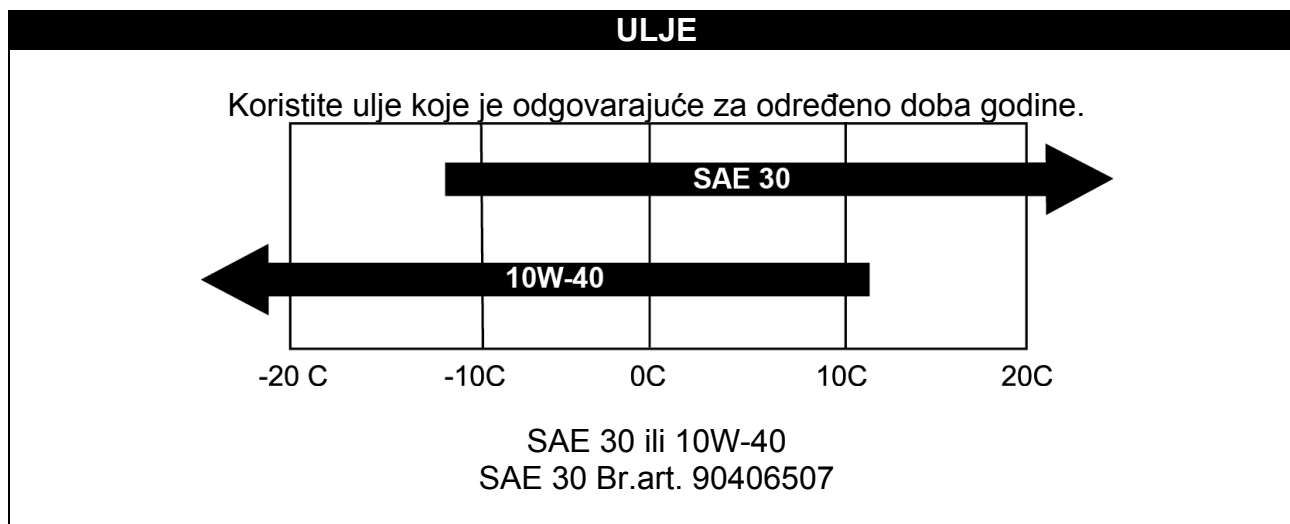 ULJE
Koristite ulje koje je odgovarajuće za određeno doba godine.
SAE 30
10W-40
-20 C -10C 0C 10C 20C
SAE 30 ili 10W-40
SAE 30 Br.art. 90406507